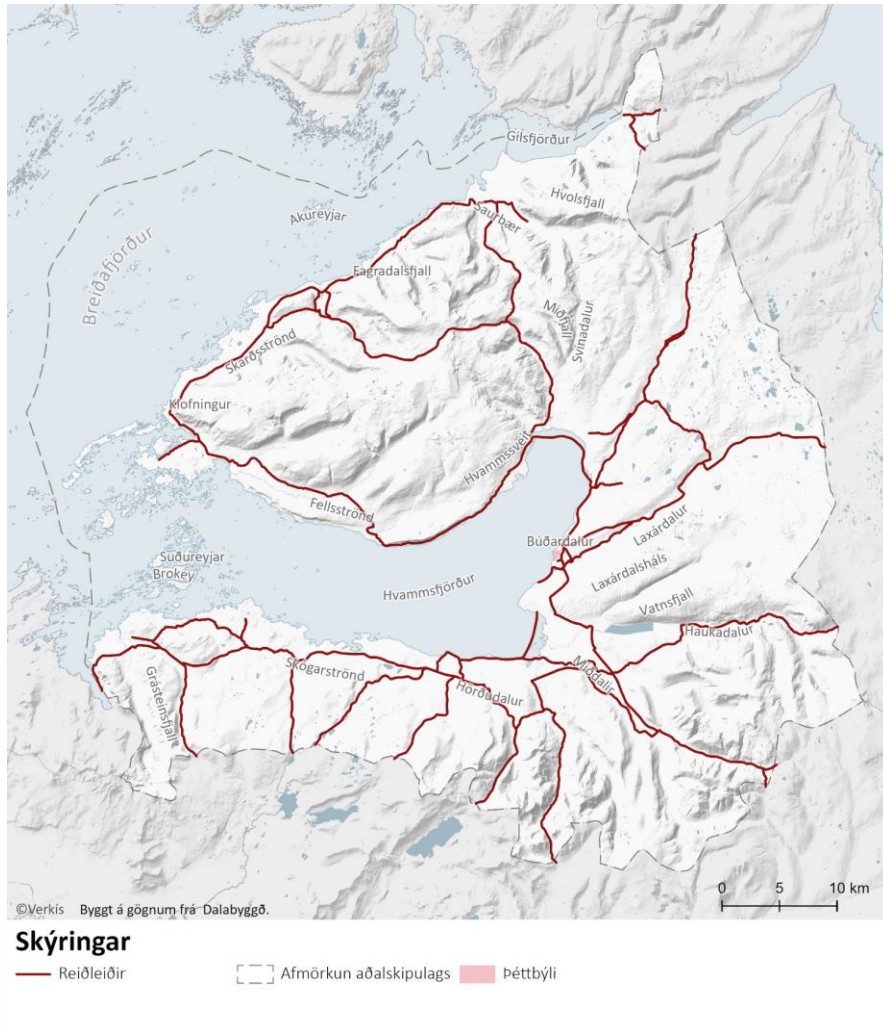 Gilsfjörður
Hvolsfjall
Saurbær
Akureyjar
Breiðafjörður
Fagradalsfjall
Miðfjall
Svínadalur
Skarðsströnd
Klofningur
Hvammssveit
Fellsströnd
Búðardalur
Laxárdalur
Suðureyjar
Brokey
Laxárdalsháls
Hvammsfjörður
Vatnsfjall
Haukadalur
Skógarströnd
Miðdalir
Grásteinsfjall
Hörðudalur
0 5 10 km
©Verkís Byggt á gögnum frá Dalabyggð.
Skýringar
Reiðleiðir Afmörkun aðalskipulags Þéttbýli